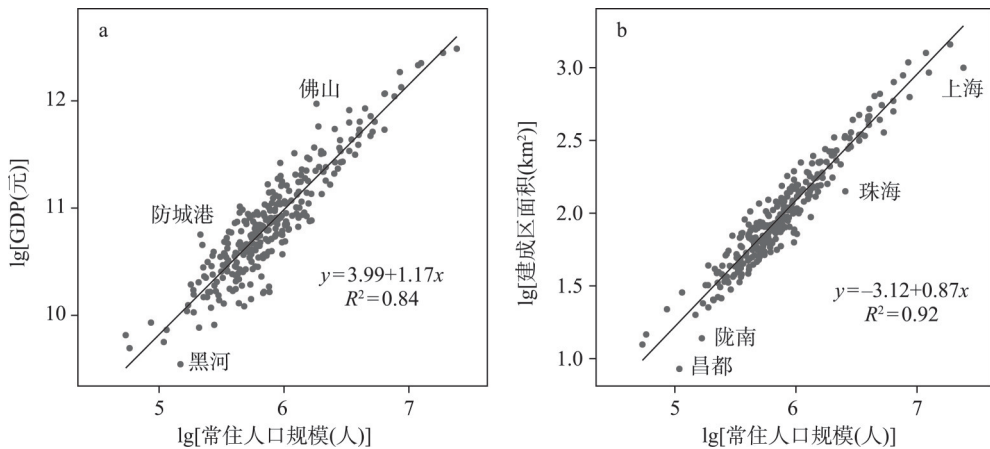 a
佛山
防城港
黑河
y=3.99+1.17x
R²=0.84
12
11
10
5 6 7
lg[GDP(元)]
lg[常住人口规模(人)]
b
上海
珠海
陇南
昌都
y=–3.12+0.87x
R²=0.92
3.0
2.5
2.0
1.5
1.0
5 6 7
lg[建成区面积(km²)]
lg[常住人口规模(人)]